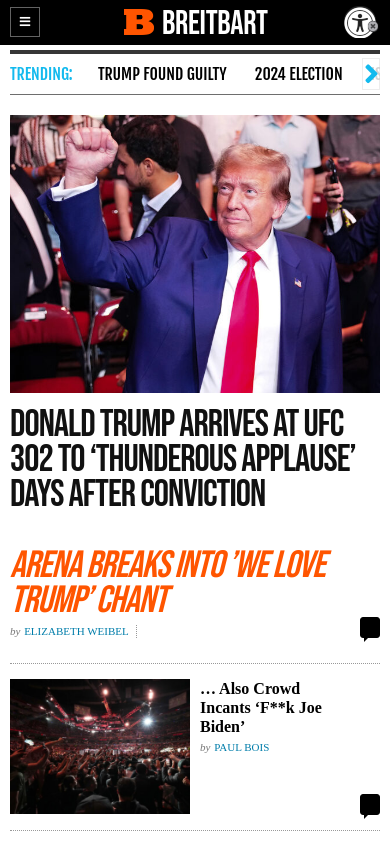 BREITBART
TRENDING:
TRUMP FOUND GUILTY
2024 ELECTION
DONALD TRUMP ARRIVES AT UFC
302 TO ‘THUNDEROUS APPLAUSE’
DAYS AFTER CONVICTION
ARENA BREAKS INTO ’WE LOVE
TRUMP’ CHANT
by ELIZABETH WEIBEL
… Also Crowd
Incants ‘F**k Joe
Biden’
by PAUL BOIS